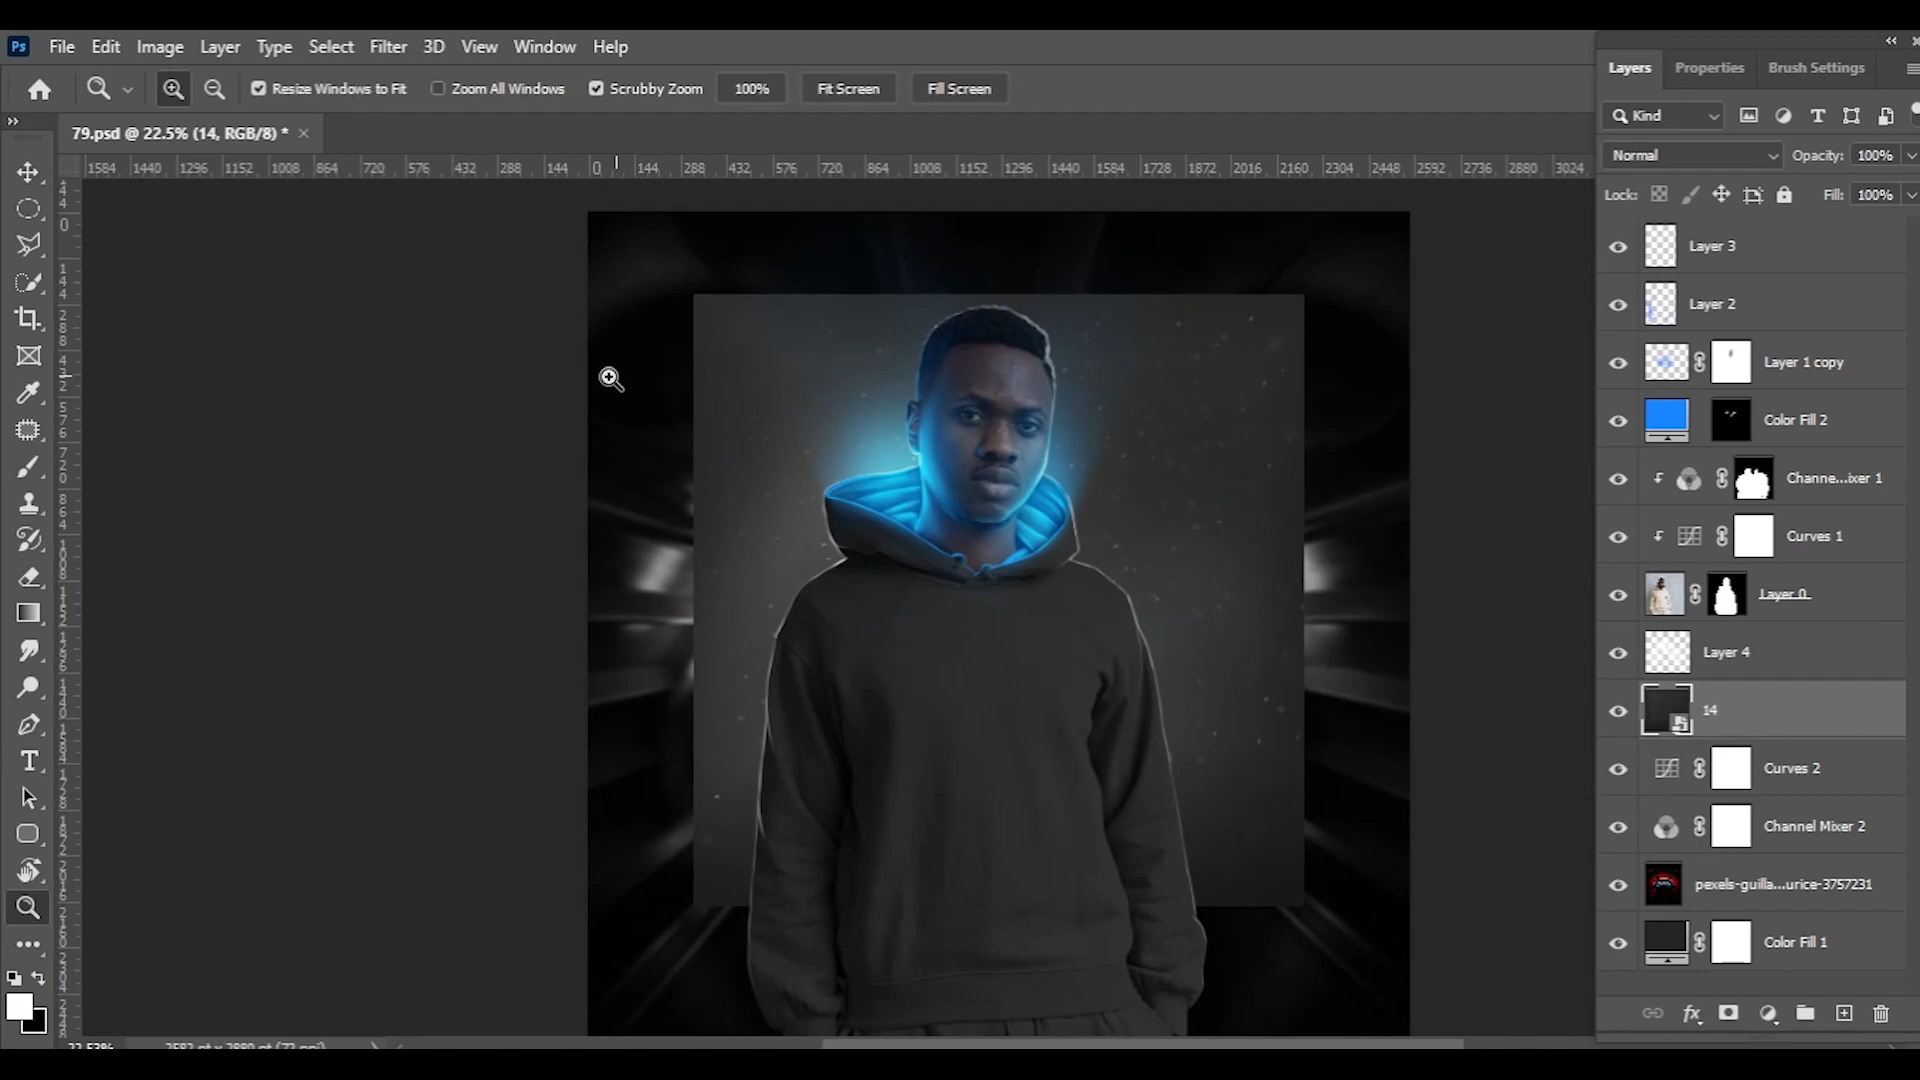 Ps File Edit Image Layer Type Select Filter 3D View Window Help
Resize Windows to Fit Zoom All Windows Scrubby Zoom 100% Fit Screen Fill Screen
79.psd @ 22.5% (14, RGB/8) * ×
1584 1440 1296 1152 1008 864 720 576 432 288 144 0 144 288 432 576 720 864 1008 1152 1296 1440 1584 1728 1872 2016 2160 2304 2448 2592 2736 2880 3024
Layers Properties Brush Settings
Kind
Normal Opacity: 100%
Lock: Fill: 100%
Layer 3
Layer 2
Layer 1 copy
Color Fill 2
Channe...ixer 1
Curves 1
Layer 0
Layer 4
14
Curves 2
Channel Mixer 2
pexels-guilla...urice-3757231
Color Fill 1
fx